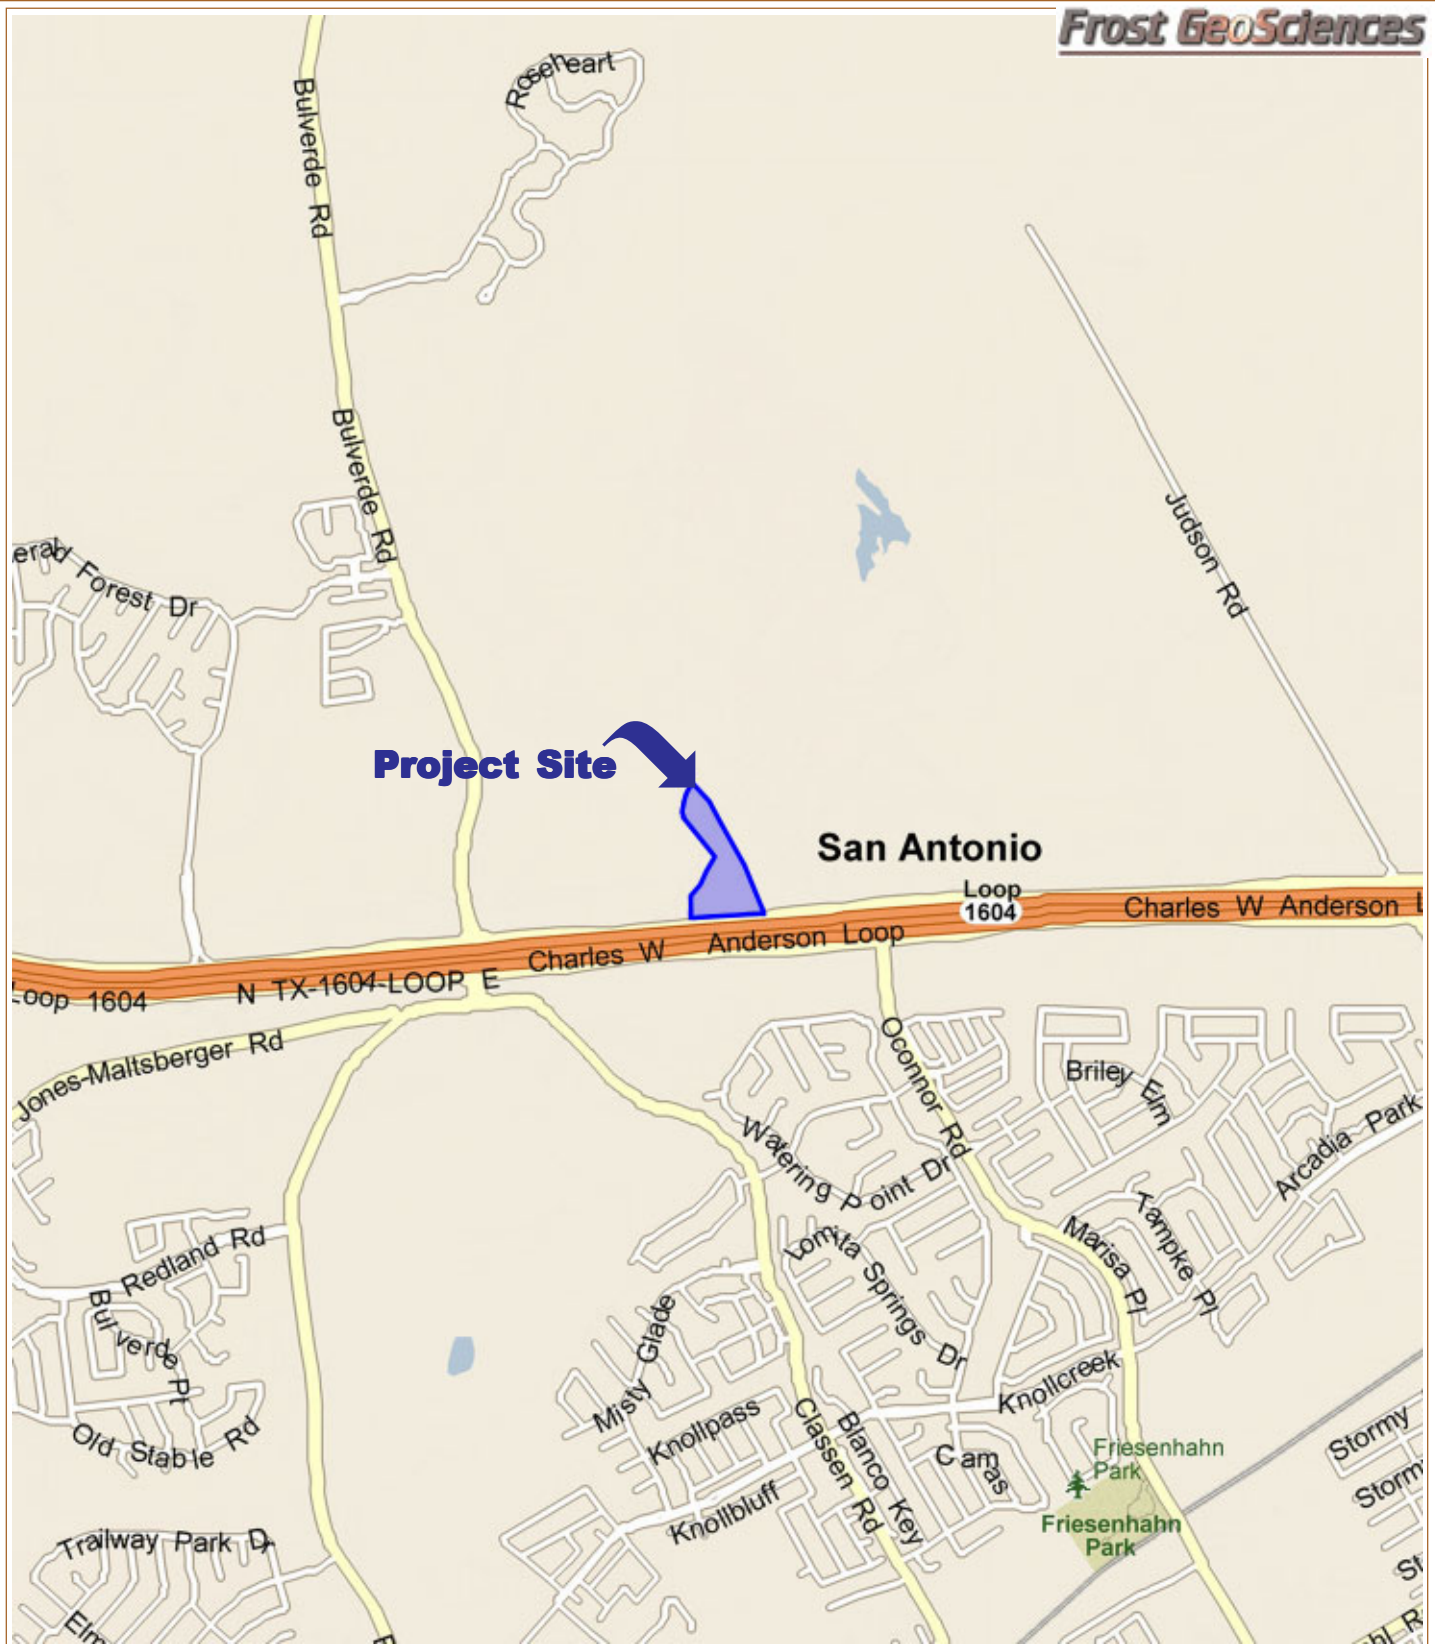 Frost GeoSciences
Roseheart
Bulverde Rd
Bulverde Rd
Judson Rd
Forest Dr
Project Site
San Antonio
Loop
1604
Charles W Anderson
Charles W Anderson Loop
N TX-1604-LOOP E
Loop 1604
Jones-Maltsberger Rd
Oconnor Rd
Briley Elm
Arcadia Park
Watering Point Dr
Tampke Pl
Marisa Pl
Lomita Springs Dr
Redland Rd
Bulverde Pt
Misty Glade
Knollcreek
Old Stable Rd
Knollpass
Classen Rd
Blanco Key
Camas
Friesenhahn
Park
Friesenhahn
Park
Stormy
Knollbluff
Trailway Park Dr
Elm